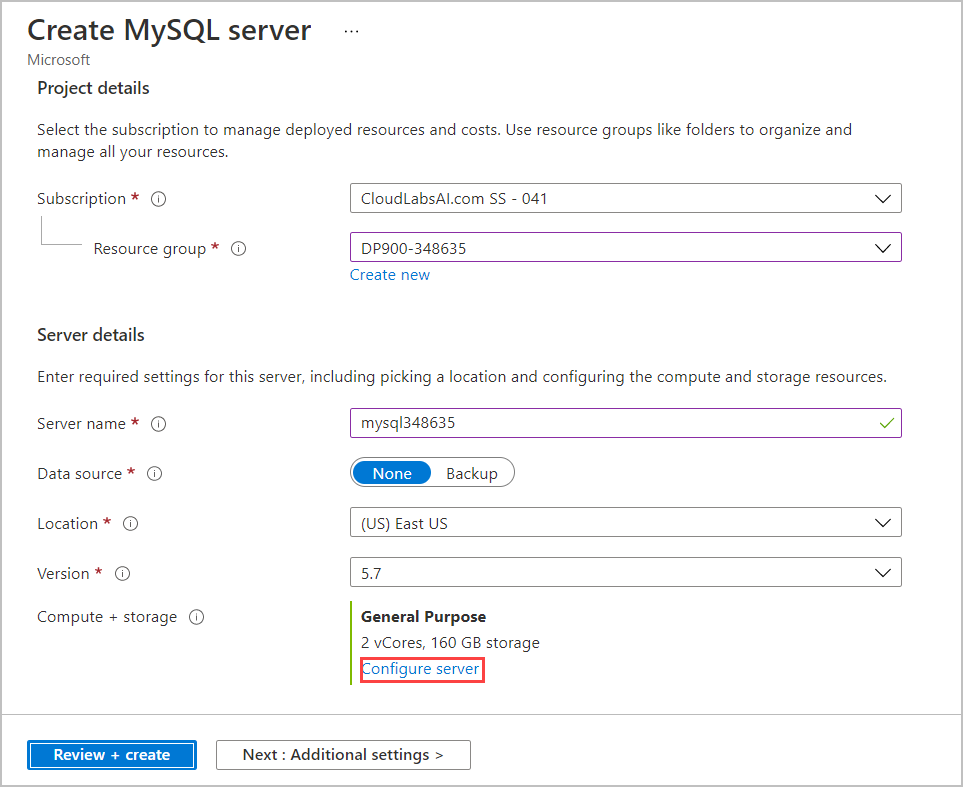 Create MySQL server ...
Microsoft
Project details
Select the subscription to manage deployed resources and costs. Use resource groups like folders to organize and
manage all your resources.
Subscription * CloudLabsAI.com SS - 041
Resource group * DP900-348635
Create new
Server details
Enter required settings for this server, including picking a location and configuring the compute and storage resources.
Server name * mysql348635
Data source * None Backup
Location * (US) East US
Version * 5.7
Compute + storage General Purpose
2 vCores, 160 GB storage
Configure server
Review + create Next : Additional settings >